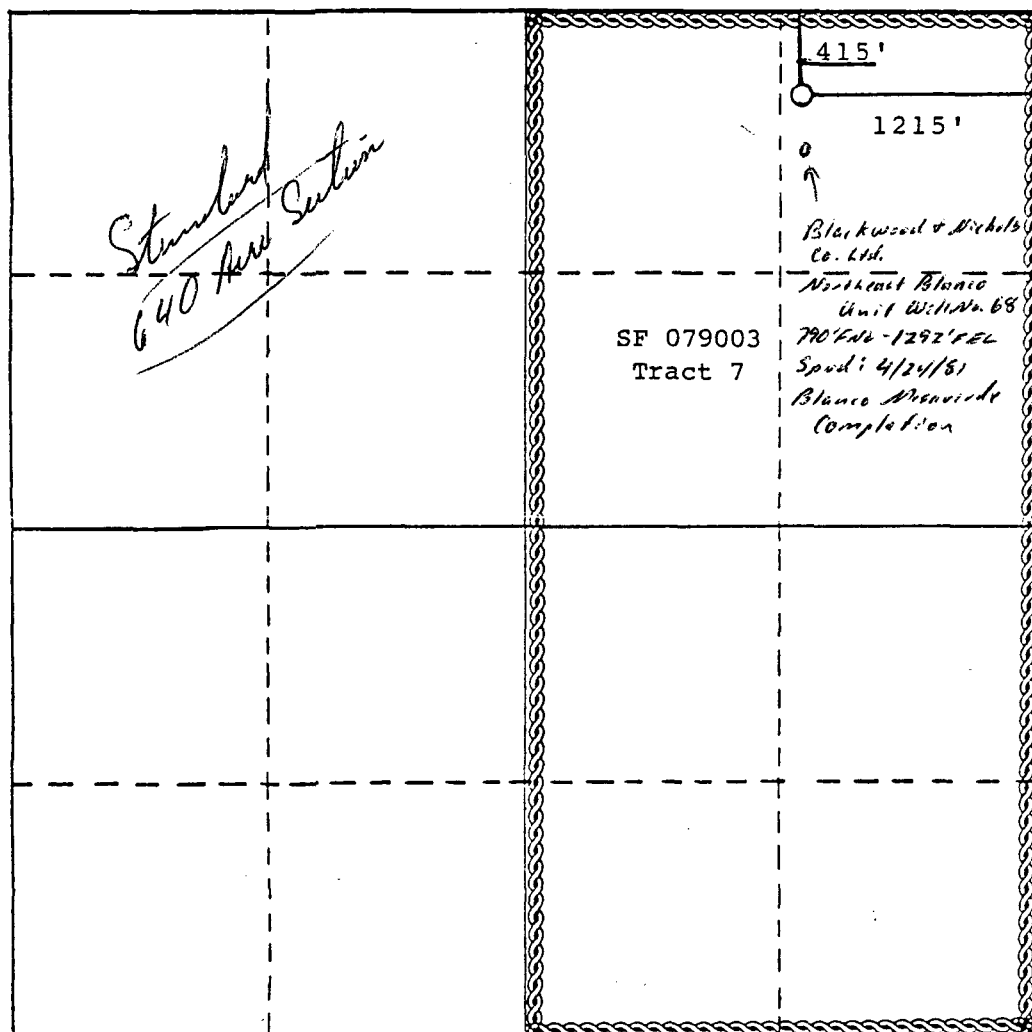 415'
1215'
Standard
640 Acre Section
Blackwood & Nichols
Co. Ltd.
Northeast Blanco
Unit Well No. 68
790'FNL-1292'FEL
Spud: 4/24/81
Blanco Mesaverde
Completion
SF 079003
Tract 7